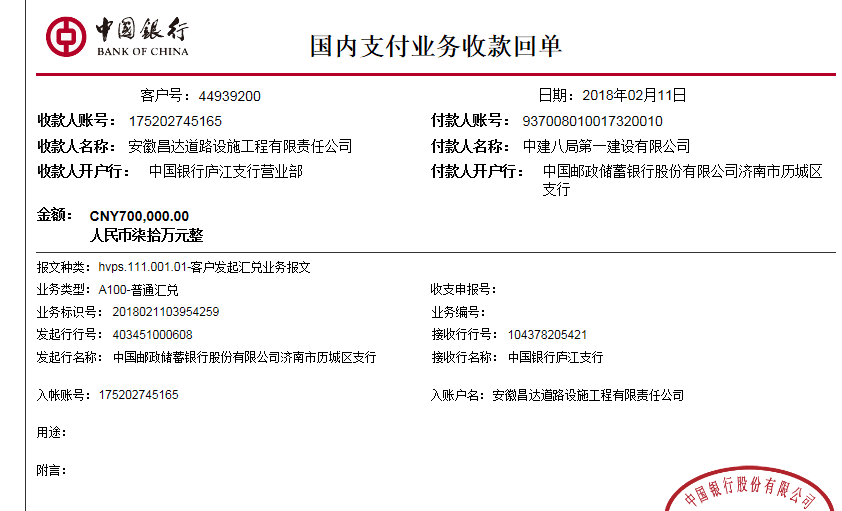 中國銀行
BANK OF CHINA
国内支付业务收款回单
客户号：44939200 日期：2018年02月11日
收款人账号：175202745165 付款人账号：937008010017320010
收款人名称：安徽昌达道路设施工程有限责任公司 付款人名称：中建八局第一建设有限公司
收款人开户行：中国银行庐江支行营业部 付款人开户行：中国邮政储蓄银行股份有限公司济南市历城区
支行
金额：CNY700,000.00
人民币柒拾万元整
报文种类：hvps.111.001.01-客户发起汇兑业务报文
业务类型：A100-普通汇兑 收支申报号：
业务标识号：2018021103954259 业务编号：
发起行行号：403451000608 接收行行号：104378205421
发起行名称：中国邮政储蓄银行股份有限公司济南市历城区支行 接收行名称：中国银行庐江支行
入帐账号：175202745165 入账户名：安徽昌达道路设施工程有限责任公司
用途：
附言：
中国银行股份有限公司